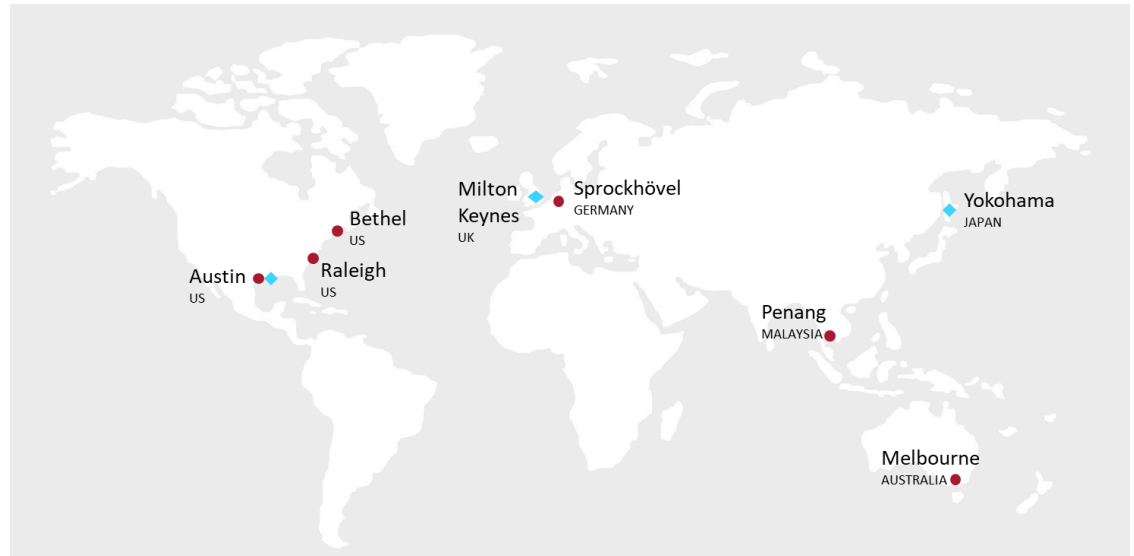 Milton
Keynes
UK
Sprockhövel
GERMANY
Yokohama
JAPAN
Bethel
US
Raleigh
US
Austin
US
Penang
MALAYSIA
Melbourne
AUSTRALIA